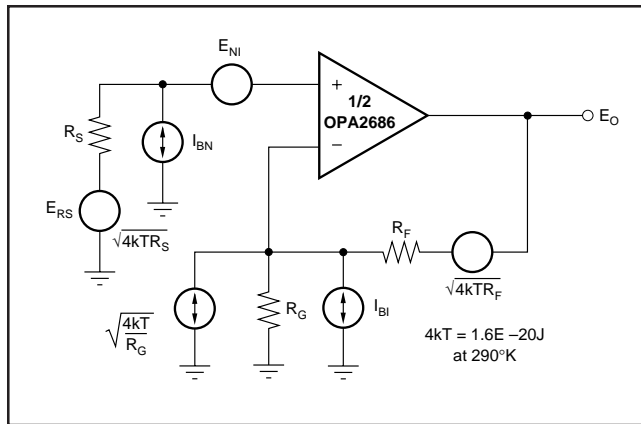 E_NI
1/2
OPA2686
+
−
E_O
R_S
I_BN
E_RS
√4kTR_S
R_F
√4kTR_F
√4kT/R_G
R_G
I_BI
4kT = 1.6E –20J
at 290°K